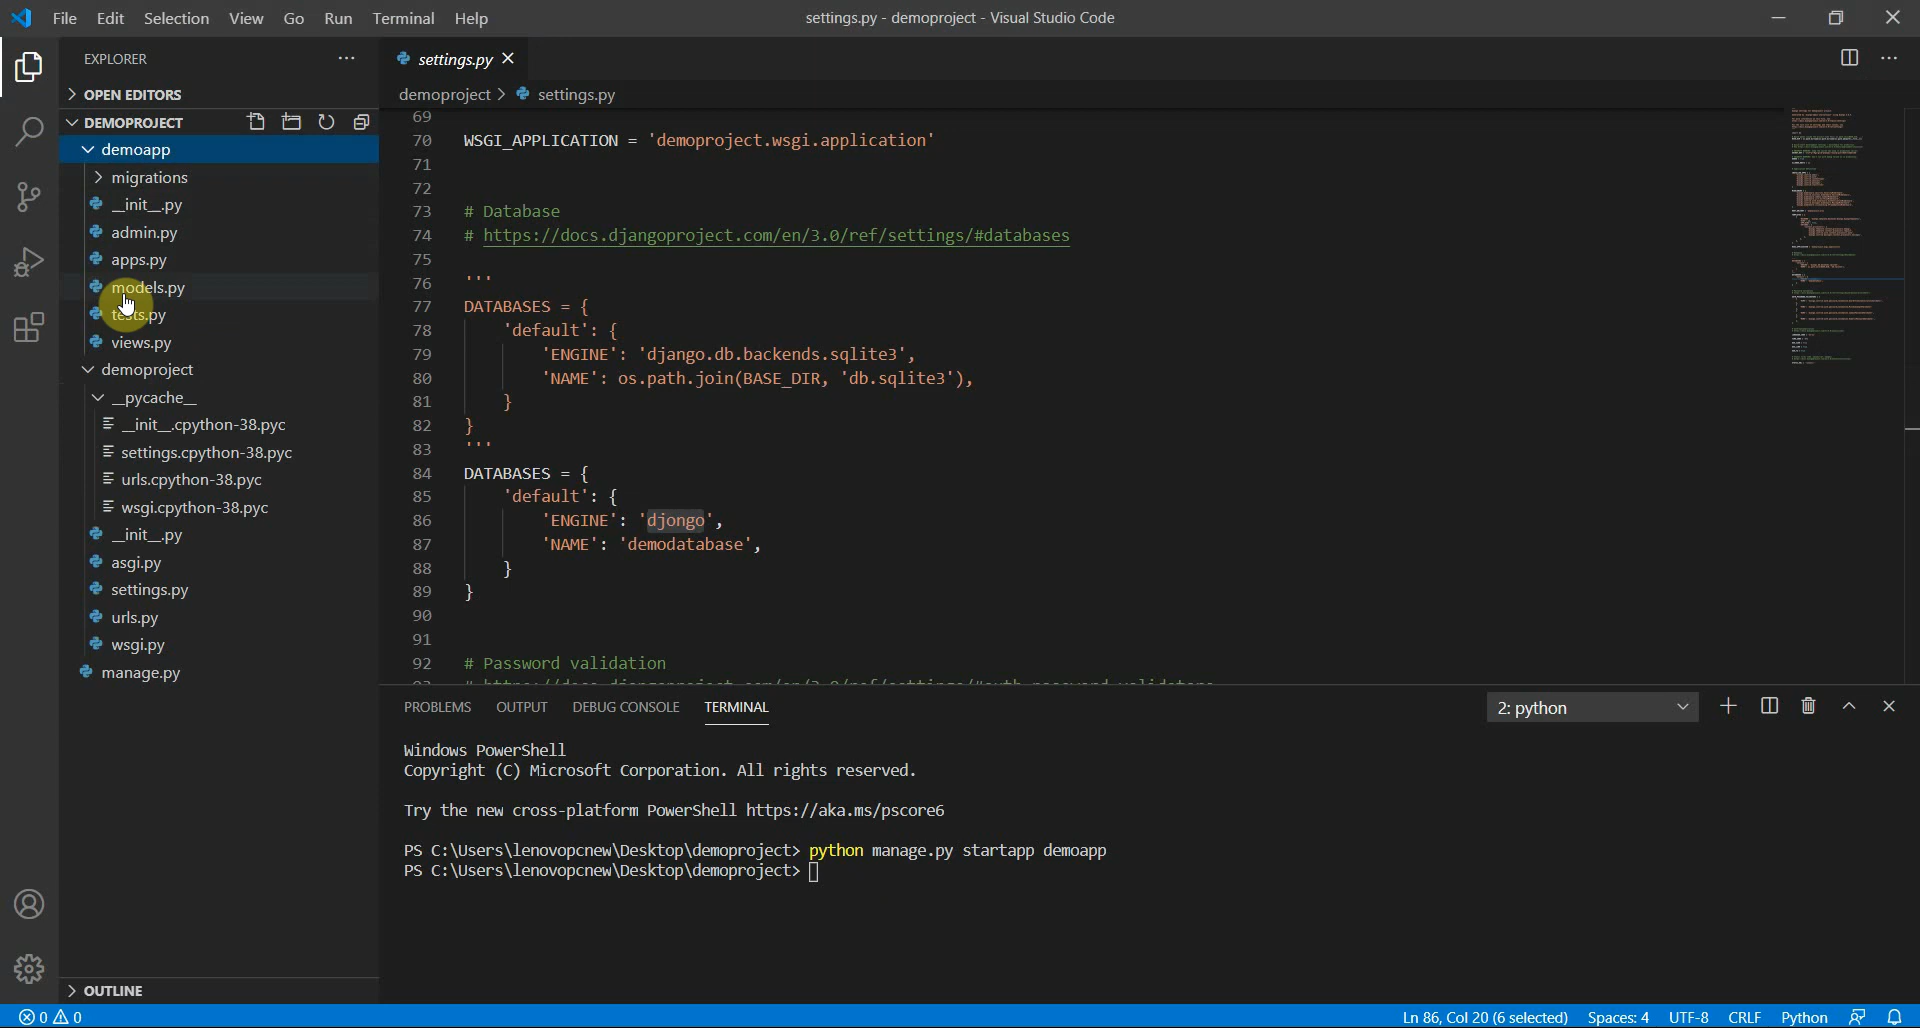 File Edit Selection View Go Run Terminal Help
settings.py - demoproject - Visual Studio Code
EXPLORER
OPEN EDITORS
DEMOPROJECT
demoapp
migrations
__init__.py
admin.py
apps.py
models.py
tests.py
views.py
demoproject
__pycache__
__init__.cpython-38.pyc
settings.cpython-38.pyc
urls.cpython-38.pyc
wsgi.cpython-38.pyc
__init__.py
asgi.py
settings.py
urls.py
wsgi.py
manage.py
OUTLINE
settings.py
demoproject > settings.py
69
70 WSGI_APPLICATION = 'demoproject.wsgi.application'
71
72
73 # Database
74 # https://docs.djangoproject.com/en/3.0/ref/settings/#databases
75
76 '''
77 DATABASES = {
78 'default': {
79 'ENGINE': 'django.db.backends.sqlite3',
80 'NAME': os.path.join(BASE_DIR, 'db.sqlite3'),
81 }
82 }
83 '''
84 DATABASES = {
85 'default': {
86 'ENGINE': 'djongo',
87 'NAME': 'demodatabase',
88 }
89 }
90
91
92 # Password validation
PROBLEMS OUTPUT DEBUG CONSOLE TERMINAL
2: python
Windows PowerShell
Copyright (C) Microsoft Corporation. All rights reserved.
Try the new cross-platform PowerShell https://aka.ms/pscore6
PS C:\Users\lenovopcnew\Desktop\demoproject> python manage.py startapp demoapp
PS C:\Users\lenovopcnew\Desktop\demoproject>
0 0
Ln 86, Col 20 (6 selected) Spaces: 4 UTF-8 CRLF Python